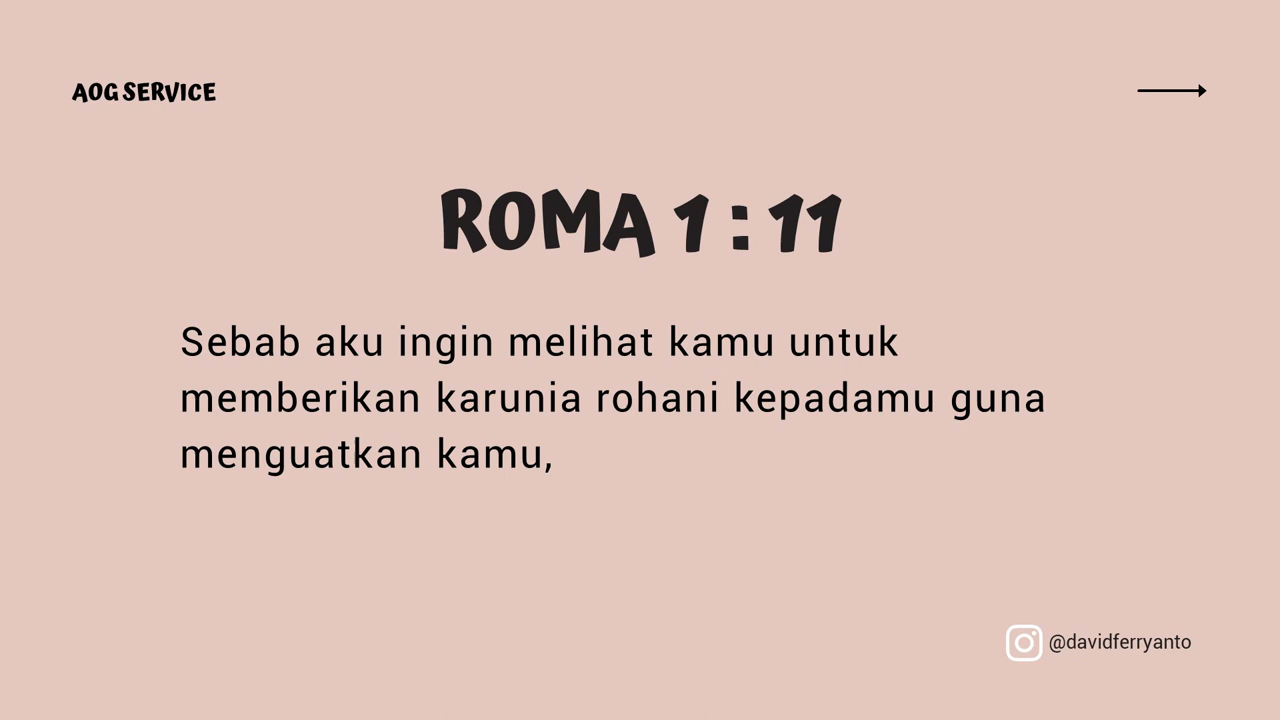 AOG SERVICE
ROMA 1 : 11
Sebab aku ingin melihat kamu untuk
memberikan karunia rohani kepadamu guna
menguatkan kamu,
@davidferryanto